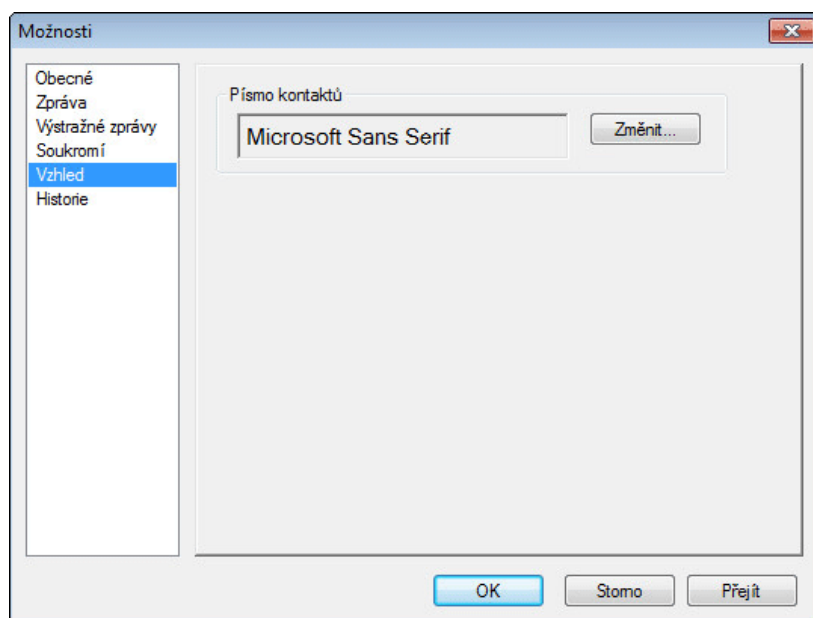 Možnosti
Obecné
Zpráva
Výstražné zprávy
Soukromí
Vzhled
Historie
Písmo kontaktů
Microsoft Sans Serif
Změnit...
OK
Storno
Přejít